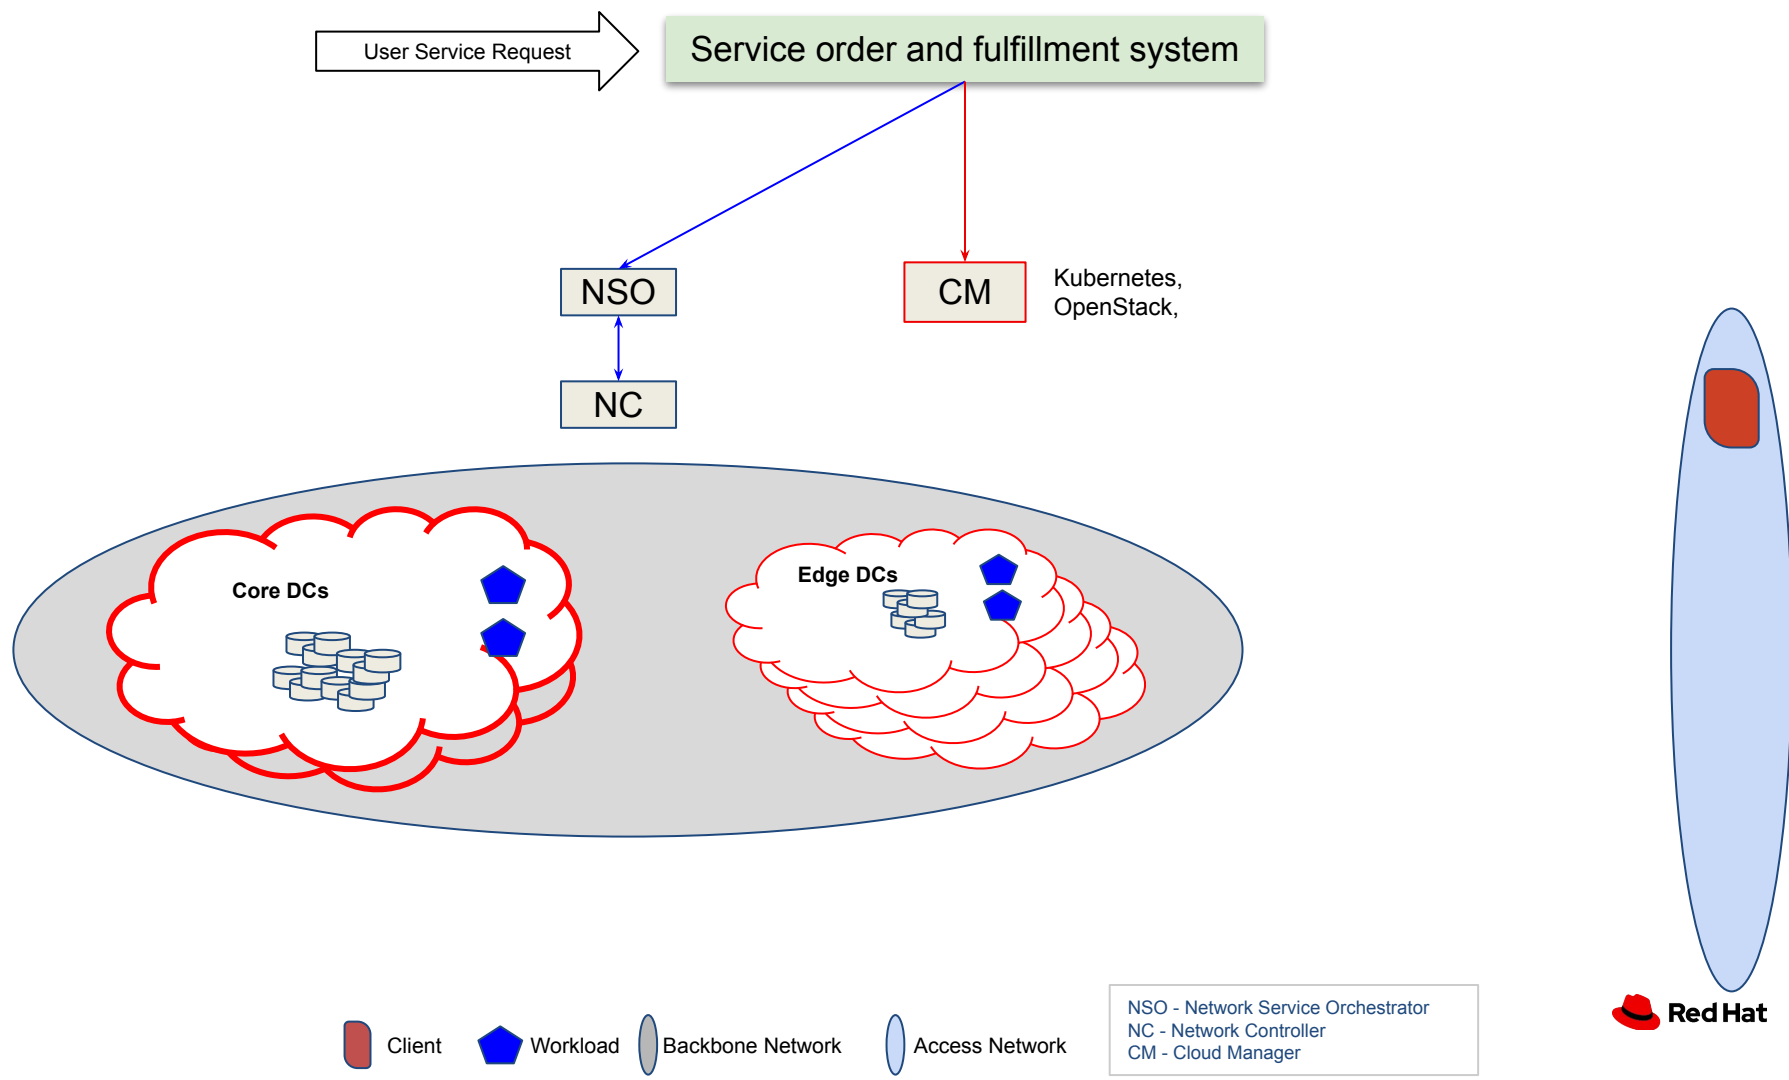 User Service Request
Service order and fulfillment system
NSO
CM
Kubernetes,
OpenStack,
NC
Core DCs
Edge DCs
Client
Workload
Backbone Network
Access Network
NSO - Network Service Orchestrator
NC - Network Controller
CM - Cloud Manager
Red Hat